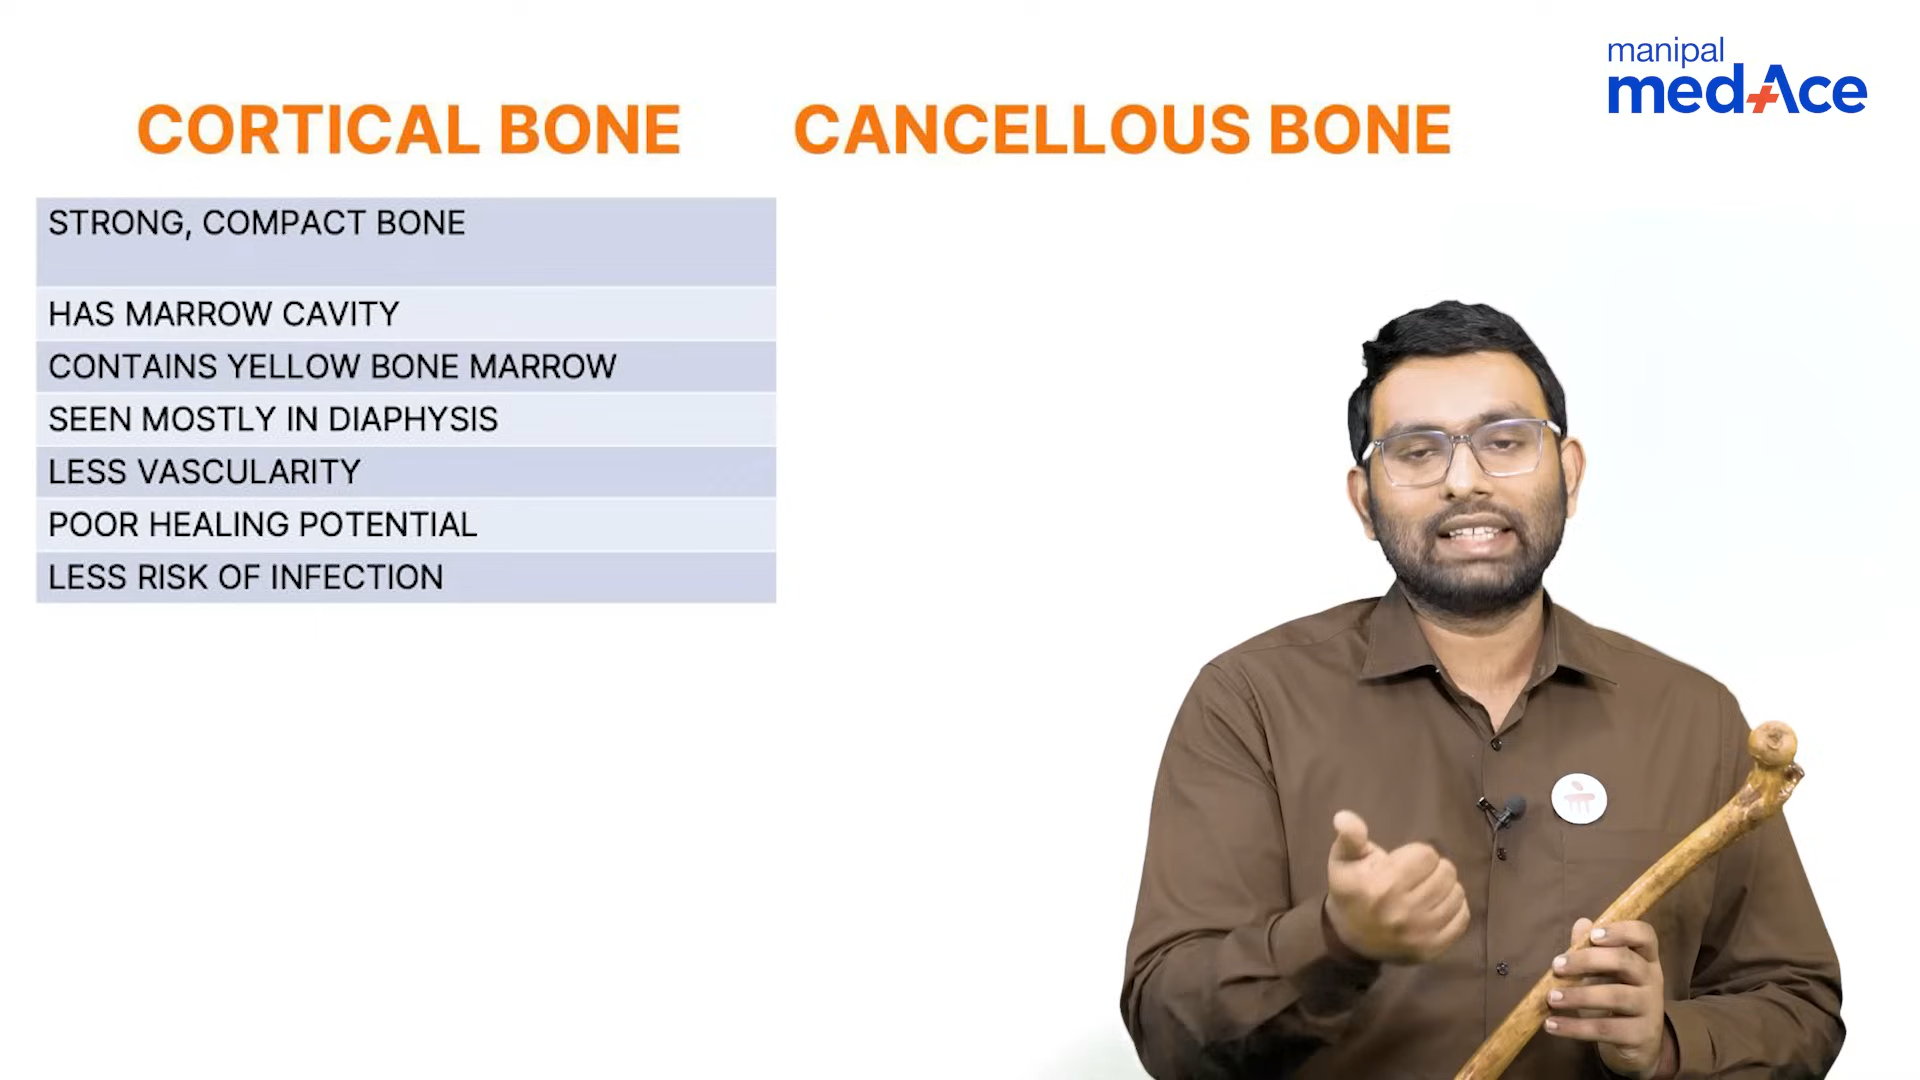 manipal
medAce
CORTICAL BONE
CANCELLOUS BONE
STRONG, COMPACT BONE
HAS MARROW CAVITY
CONTAINS YELLOW BONE MARROW
SEEN MOSTLY IN DIAPHYSIS
LESS VASCULARITY
POOR HEALING POTENTIAL
LESS RISK OF INFECTION